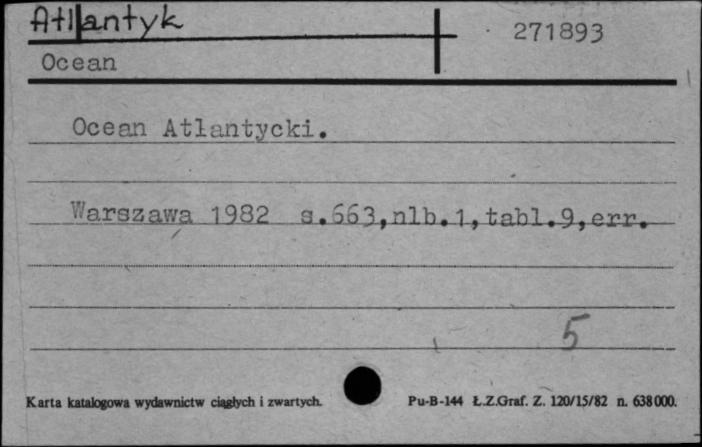 Atlantyk
271893
Ocean
Ocean Atlantycki.
Warszawa 1982 s.663,nlb.1,tabl.9,err.
5
Karta katalogowa wydawnictw ciągłych i zwartych.
Pu-B-144 Ł.Z.Graf. Z. 120/15/82 n. 638000.